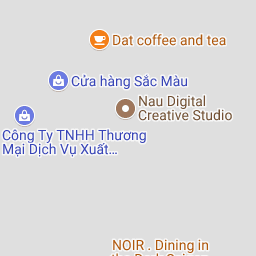 Dat coffee and tea
Cửa hàng Sắc Màu
Nau Digital
Creative Studio
Công Ty TNHH Thương
Mại Dịch Vụ Xuất...
NOIR . Dining in